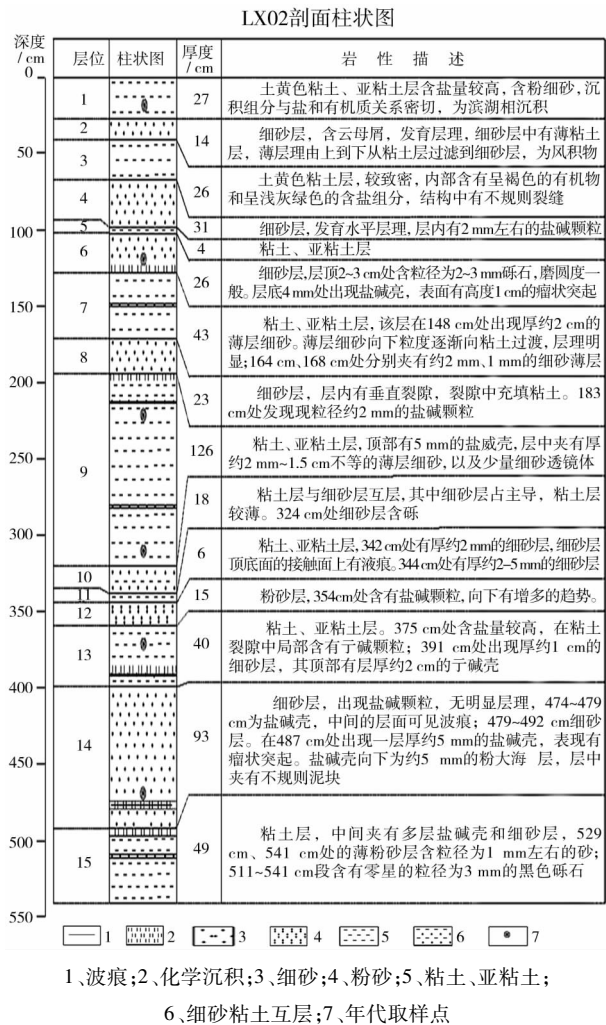 LX02剖面柱状图
深度
/ cm
层位
柱状图
厚度
/ cm
岩性描述
0
50
100
150
200
250
300
350
400
450
500
550
1
27
土黄色粘土、亚粘土层含盐量较高,含粉细砂,沉
积组分与盐和有机质关系密切，为滨湖相沉积
2
14
细砂层，含云母屑，发育层理，细砂层中有薄粘土
层，薄层理由上到下从粘土层过滤到细砂层，为风积物
3
26
土黄色粘土层,较致密，内部含有呈褐色的有机物
和呈浅灰绿色的含盐组分，结构中有不规则裂缝
4
31
细砂层,发育水平层理,层内有2 mm左右的盐碱颗粒
5
4
粘土、亚粘土层
6
26
细砂层,层顶2~3 cm处含粒径为2~3 mm砾石,磨圆度一
般。层底4 mm处出现盐碱亮，表面有高度1 cm的瘤状突起
7
43
粘土、亚粘土层，该层在148 cm处出现厚约2 cm的
薄层细砂。薄层细砂向下粒度逐渐向粘土过渡,层理明
显;164 cm、168 cm处分别夹有约2 mm、1 mm的细砂薄层
8
23
细砂层，层内有垂直裂隙，裂隙中充填粘土。183
cm处发现现粒径约2 mm的盐碱颗粒
9
126
粘土、亚粘土层，顶部有5 mm的盐威壳，层中夹有厚
约2 mm~1.5 cm不等的薄层细砂，以及少量细砂透镜体
10
18
粘土层与细砂层互层,其中细砂层占主导，粘土层
较薄。324 cm处细砂层含砾
11
6
粘土、亚粘土层,342 cm处有厚约2 mm的细砂层,细砂层
顶底面的接触面上有液痕。344cm处有厚约2~5 mm的细砂层
12
15
粉砂层,354cm处含有盐碱颗粒,向下有增多的趋势。
13
40
粘土、亚粘土层。375 cm处含盐量较高，在粘土
裂隙中局部含有亍碱颗粒；391 cm处出现厚约1 cm的
细砂层，其顶部有层厚约2 cm的亍碱壳
14
93
细砂层，出现盐碱颗粒，无明显层理，474~479
cm为盐碱壳，中间的层面可见波痕；479~492 cm细砂
层。在487 cm处出现一层厚约5 mm的盐碱壳，表现有
瘤状突起。盐碱壳向下为约5 mm的粉大海 层，层中
夹有不规则泥块
15
49
粘土层，中间夹有多层盐碱壳和细砂层，529
cm、541 cm处的薄粉砂层含粒径为1 mm左右的砂；
511~541 cm段含有零星的粒径为3 mm的黑色砾石
1 2 3 4 5 6 7
1、波痕;2、化学沉积;3、细砂;4、粉砂;5、粘土、亚粘土;
6、细砂粘土互层;7、年代取样点